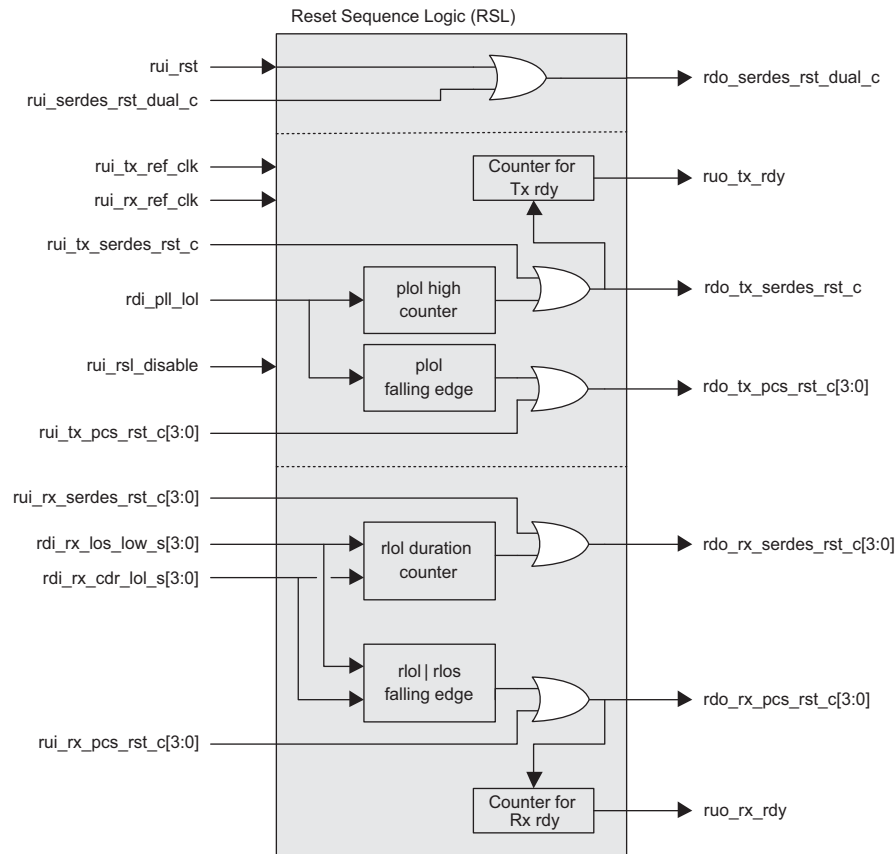 Reset Sequence Logic (RSL)
rui_rst
rdo_serdes_rst_dual_c
rui_serdes_rst_dual_c
rui_tx_ref_clk
Counter for
Tx rdy
ruo_tx_rdy
rui_rx_ref_clk
rui_tx_serdes_rst_c
rdi_pll_lol
plol high
counter
rdo_tx_serdes_rst_c
rui_rsl_disable
plol
falling edge
rdo_tx_pcs_rst_c[3:0]
rui_tx_pcs_rst_c[3:0]
rui_rx_serdes_rst_c[3:0]
rdi_rx_los_low_s[3:0]
rlol duration
counter
rdo_rx_serdes_rst_c[3:0]
rdi_rx_cdr_lol_s[3:0]
rlol | rlos
falling edge
rdo_rx_pcs_rst_c[3:0]
rui_rx_pcs_rst_c[3:0]
Counter for
Rx rdy
ruo_rx_rdy